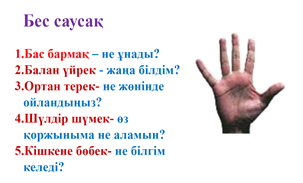 Бес саусақ
1.Бас бармақ – не ұнады?
2.Балан үйрек - жаңа білдім?
3.Ортан терек- не жөнінде
ойландыңыз?
4.Шүлдір шүмек- өз
қоржыныма не аламын?
5.Кішкене бөбек- не білгім
келеді?